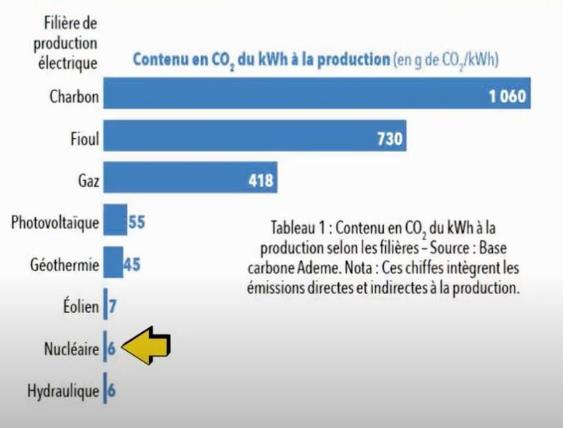 Filière de
production
électrique
Contenu en CO₂ du kWh à la production (en g de CO₂/kWh)
Charbon 1 060
Fioul 730
Gaz 418
Photovoltaïque 55
Géothermie 45
Éolien 7
Nucléaire 6
Hydraulique 6
Tableau 1 : Contenu en CO₂ du kWh à la
production selon les filières – Source : Base
carbone Ademe. Nota : Ces chiffes intègrent les
émissions directes et indirectes à la production.